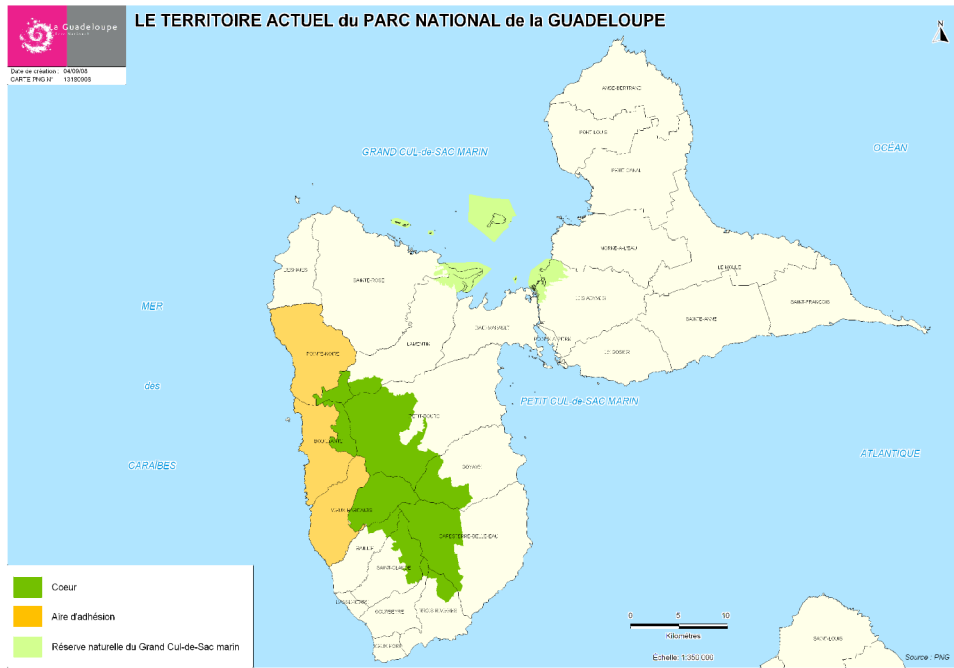 LE TERRITOIRE ACTUEL du PARC NATIONAL de la GUADELOUPE
la Guadeloupe
Date de création : 04/09/08
CARTE PNG N° 13180908
N
ANSE-BERTRAND
PORT-LOUIS
GRAND CUL-de-SAC MARIN
OCÉAN
PETIT CANAL
MORNE-A-L'EAU
LE MOULE
DESHAIES
SAINTE-ROSE
LES ABYMES
SAINT-FRANCOIS
MER
SAINTE-ANNE
BAIE-MAHAULT
POINTE-A-PITRE
LAMENTIN
LE GOSIER
POINTE-NOIRE
des
PETIT CUL-de-SAC MARIN
PETIT-BOURG
BOUILLANTE
ATLANTIQUE
CARAÏBES
GOYAVE
VIEUX-HABITANTS
CAPESTERRE-BELLE-EAU
BAILLIF
SAINT-CLAUDE
BASSE-TERRE
GOURBEYRE
TROIS-RIVIERES
VIEUX-FORT
Coeur
Aire d'adhésion
Réserve naturelle du Grand Cul-de-Sac marin
0 5 10
Kilomètres
Échelle : 1:350 000
SAINT-LOUIS
Source : PNG